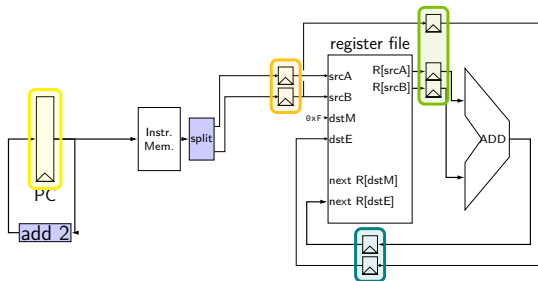 register file
srcA
R[srcA]
srcB
R[srcB]
0xF
dstM
dstE
next R[dstM]
next R[dstE]
Instr.
Mem.
split
ADD
PC
add 2